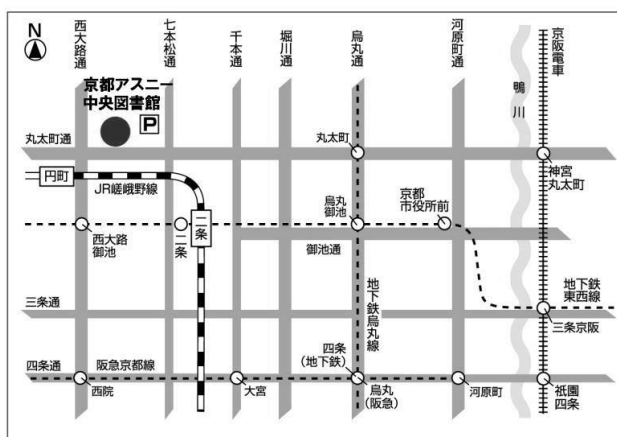 N
西大路通
七本松通
千本通
堀川通
烏丸通
河原町通
京阪電車
鴨川
京都アスニー
中央図書館
P
丸太町通
丸太町
神宮
丸太町
円町
JR嵯峨野線
二条
二条
西大路
御池
烏丸
御池
京都
市役所前
御池通
地下鉄烏丸線
地下鉄
東西線
三条通
三条京阪
四条通
阪急京都線
西院
大宮
四条
(地下鉄)
烏丸
(阪急)
河原町
祇園
四条